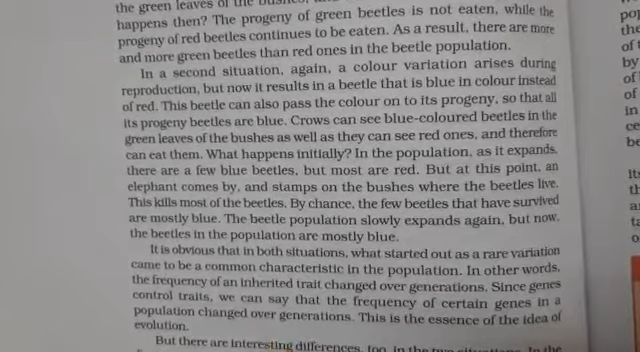 the green leaves of the bushes,
happens then? The progeny of green beetles is not eaten, while the
progeny of red beetles continues to be eaten. As a result, there are more
and more green beetles than red ones in the beetle population.
In a second situation, again, a colour variation arises during
reproduction, but now it results in a beetle that is blue in colour instead
of red. This beetle can also pass the colour on to its progeny, so that all
its progeny beetles are blue. Crows can see blue-coloured beetles in the
green leaves of the bushes as well as they can see red ones, and therefore
can eat them. What happens initially? In the population, as it expands,
there are a few blue beetles, but most are red. But at this point, an
elephant comes by, and stamps on the bushes where the beetles live.
This kills most of the beetles. By chance, the few beetles that have survived
are mostly blue. The beetle population slowly expands again, but now,
the beetles in the population are mostly blue.
It is obvious that in both situations, what started out as a rare variation
came to be a common characteristic in the population. In other words,
the frequency of an inherited trait changed over generations. Since genes
control traits, we can say that the frequency of certain genes in a
population changed over generations. This is the essence of the idea of
evolution.
But there are interesting differences, too, in the two situations. In the